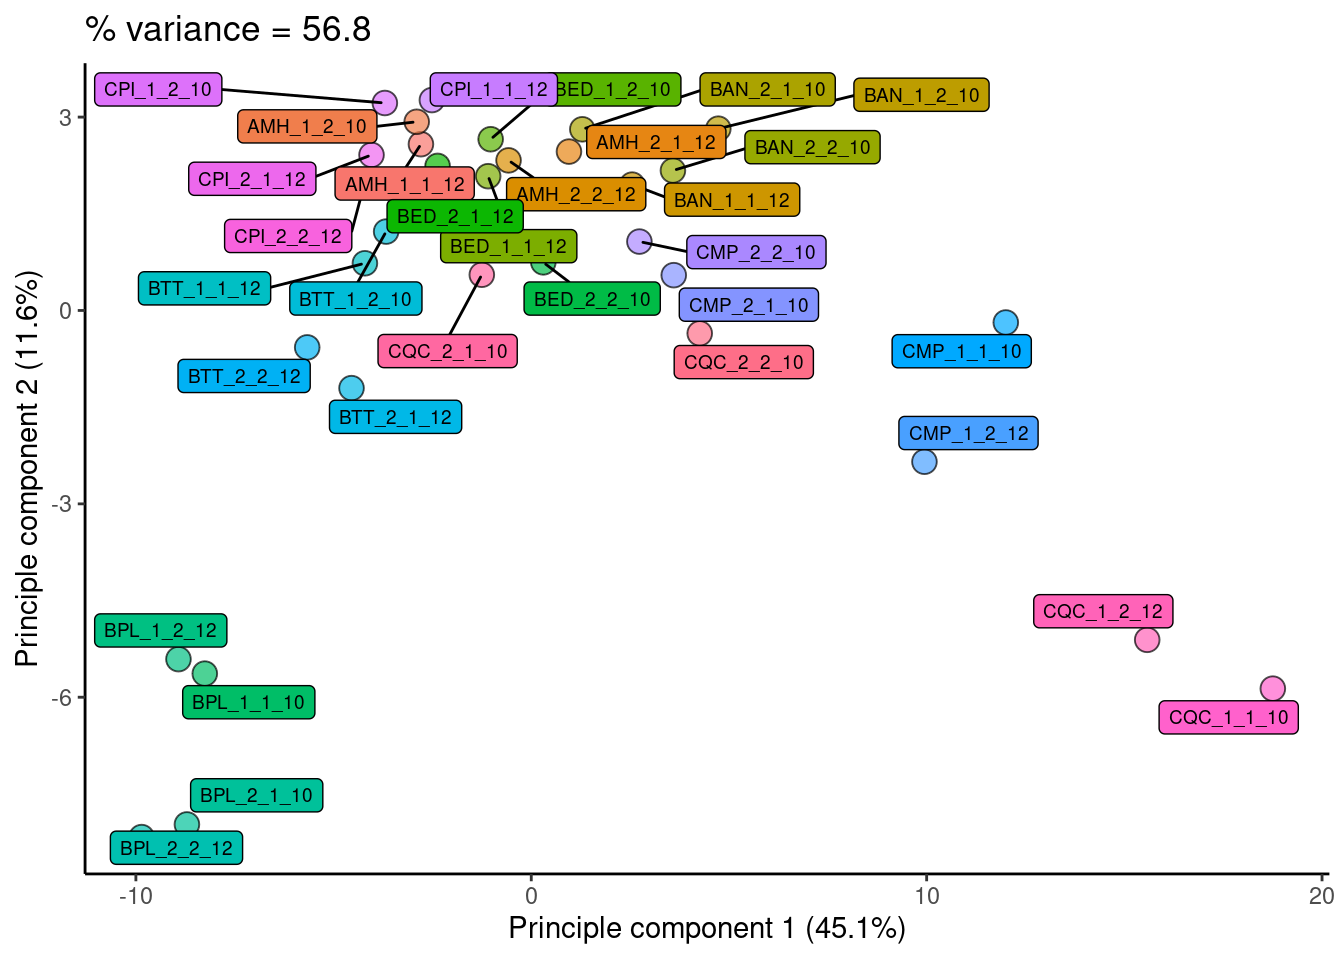 % variance = 56.8
CPI_1_2_10
CPI_1_1_12
BED_1_2_10
BAN_2_1_10
BAN_1_2_10
AMH_1_2_10
AMH_2_1_12
BAN_2_2_10
CPI_2_1_12
AMH_1_1_12
AMH_2_2_12
BAN_1_1_12
CPI_2_2_12
BED_2_1_12
BED_1_1_12
CMP_2_2_10
BTT_1_1_12
BTT_1_2_10
BED_2_2_10
CMP_2_1_10
CQC_2_1_10
CQC_2_2_10
CMP_1_1_10
BTT_2_2_12
BTT_2_1_12
CMP_1_2_12
CQC_1_2_12
BPL_1_2_12
BPL_1_1_10
CQC_1_1_10
BPL_2_1_10
BPL_2_2_12
3
0
-3
-6
Principle component 2 (11.6%)
-10
0
10
20
Principle component 1 (45.1%)